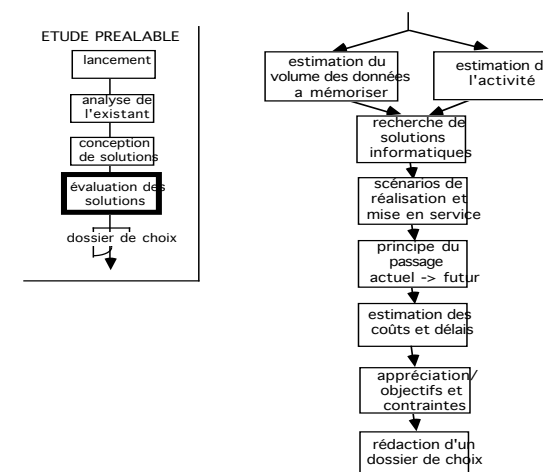 ETUDE PREALABLE
lancement
analyse de
l'existant
conception
de solutions
évaluation des
solutions
dossier de choix
estimation du
volume des données
a mémoriser
estimation d
l'activité
recherche de
solutions
informatiques
scénarios de
réalisation et
mise en service
principe du
passage
actuel -> futur
estimation des
coûts et délais
appréciation/
objectifs et
contraintes
rédaction d'un
dossier de choix